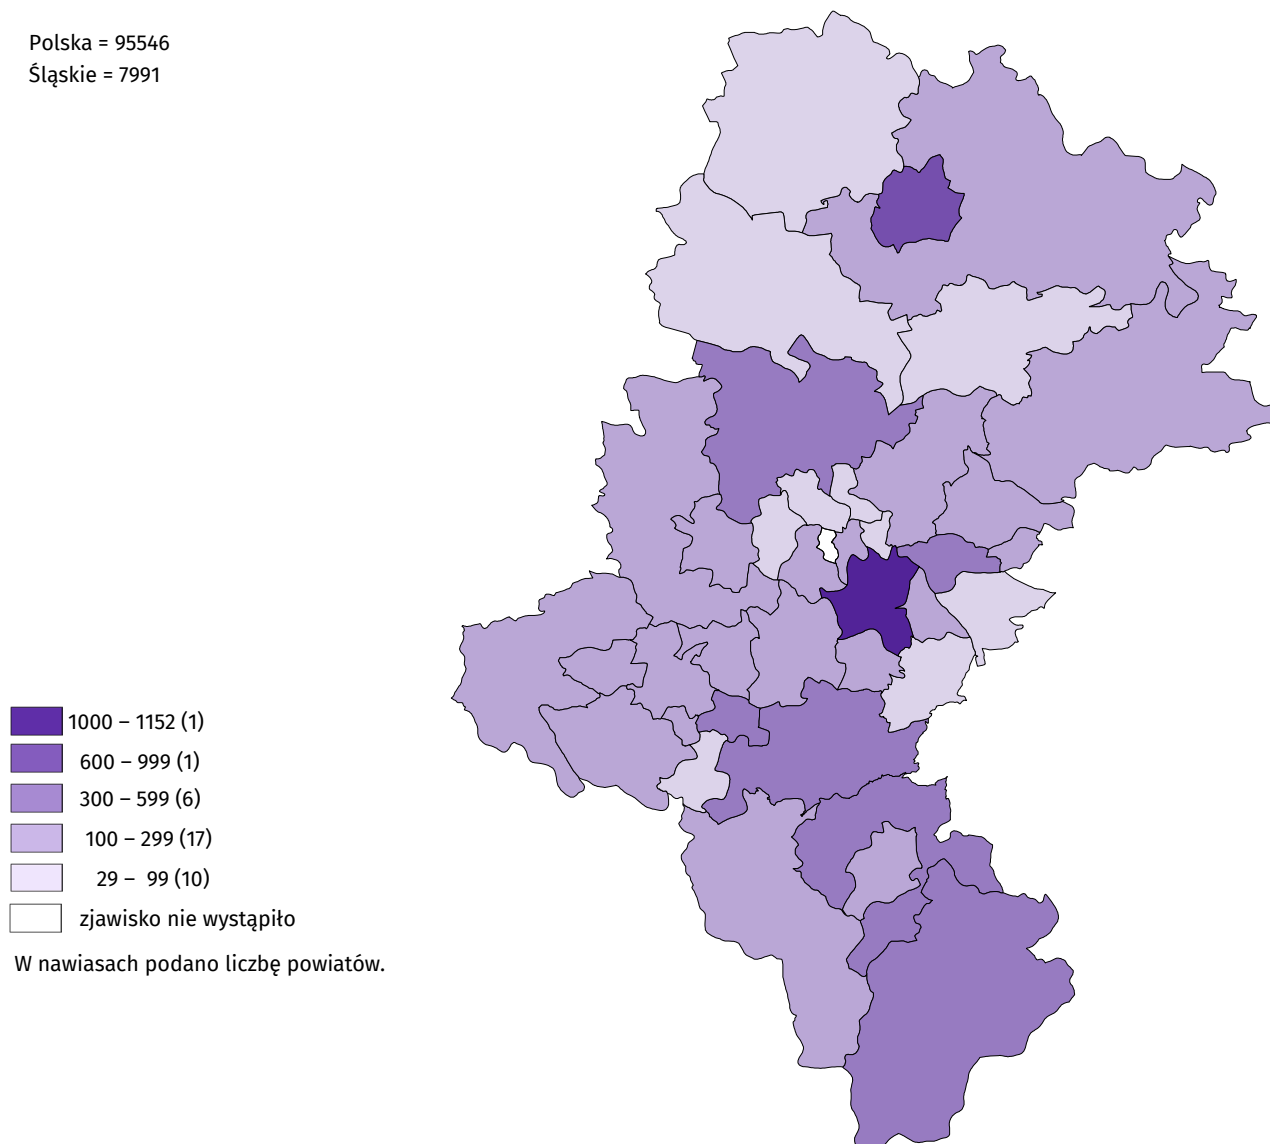 Polska = 95546
Śląskie = 7991
1000 – 1152 (1)
600 – 999 (1)
300 – 599 (6)
100 – 299 (17)
29 – 99 (10)
zjawisko nie wystąpiło
W nawiasach podano liczbę powiatów.